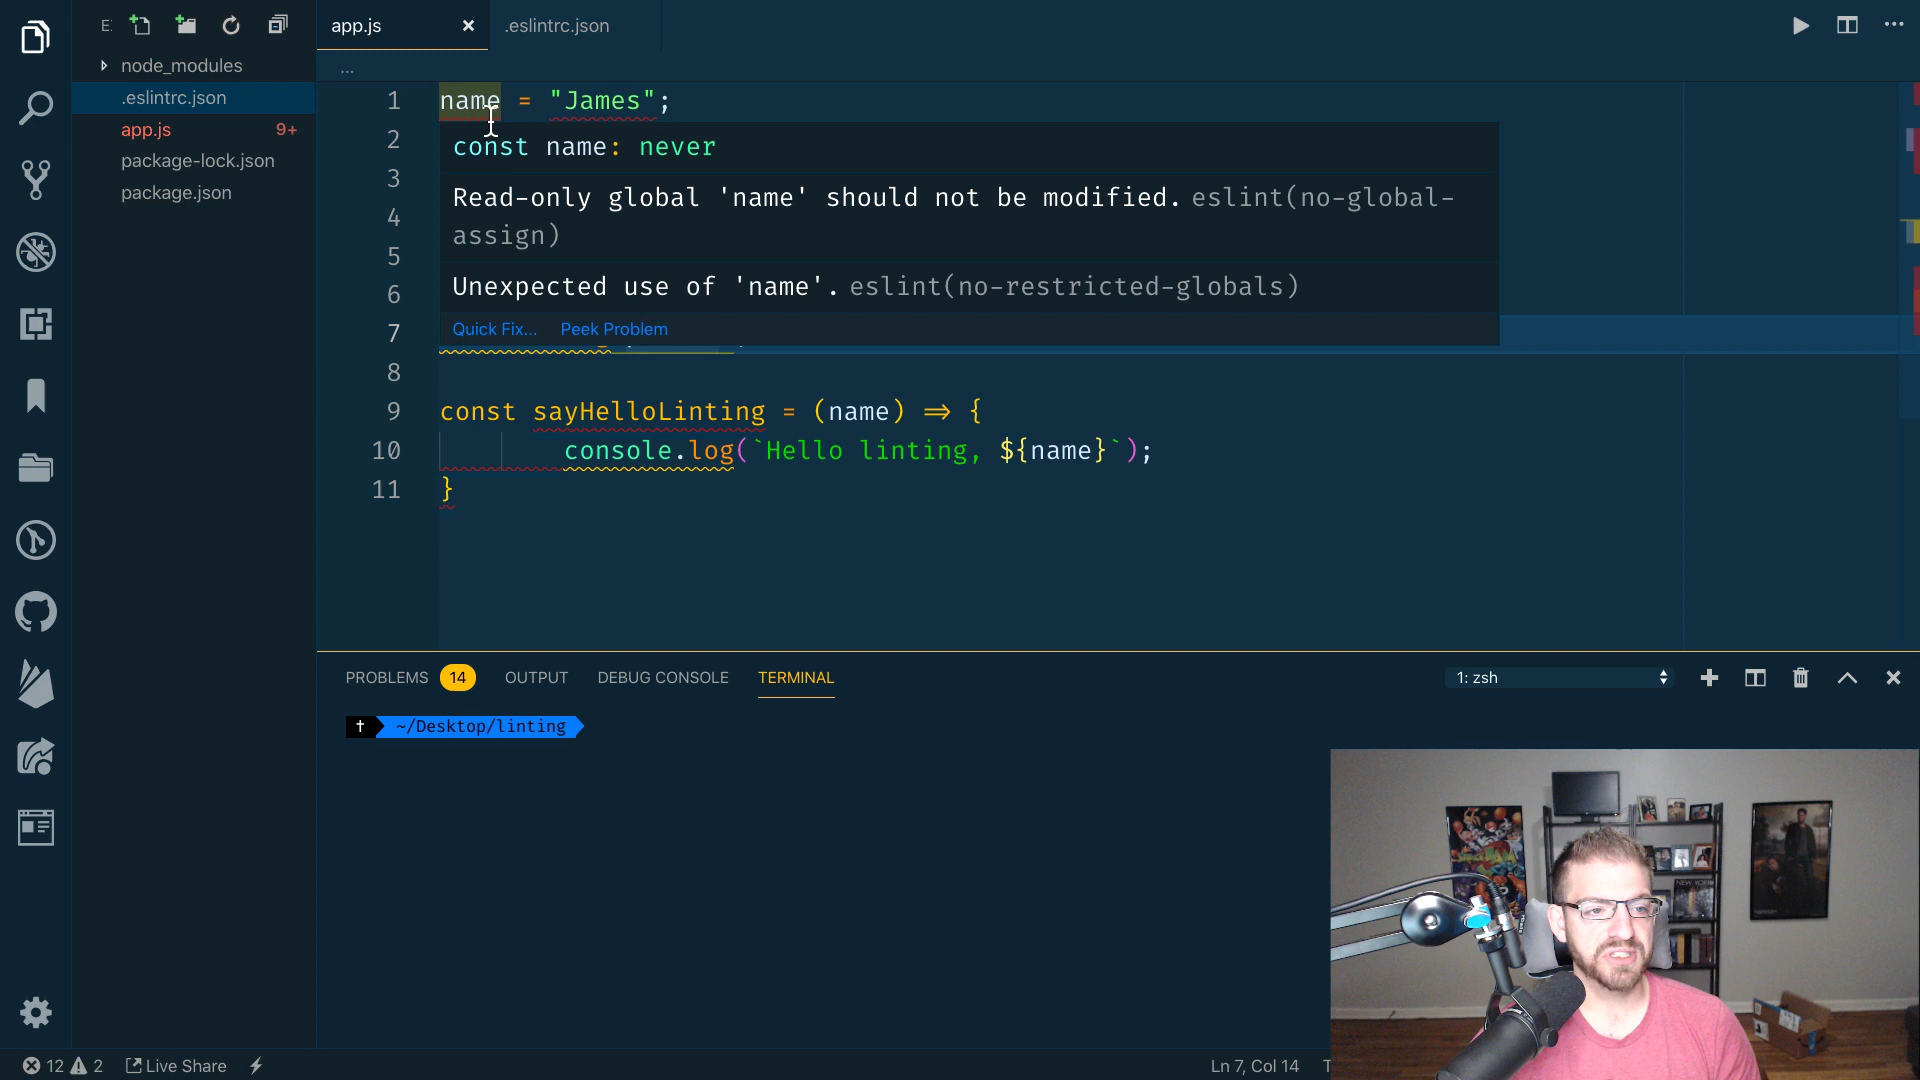 E:
app.js
.eslintrc.json
...
node_modules
.eslintrc.json
app.js 9+
package-lock.json
package.json
1 name = "James";
2
3
4
5
6
7
8
9 const sayHelloLinting = (name) => {
10 console.log(`Hello linting, ${name}`);
11 }
const name: never
Read-only global 'name' should not be modified. eslint(no-global-
assign)
Unexpected use of 'name'. eslint(no-restricted-globals)
Quick Fix... Peek Problem
PROBLEMS 14 OUTPUT DEBUG CONSOLE TERMINAL
1: zsh
~/Desktop/linting
NEW YORK
12 2 Live Share
Ln 7, Col 14